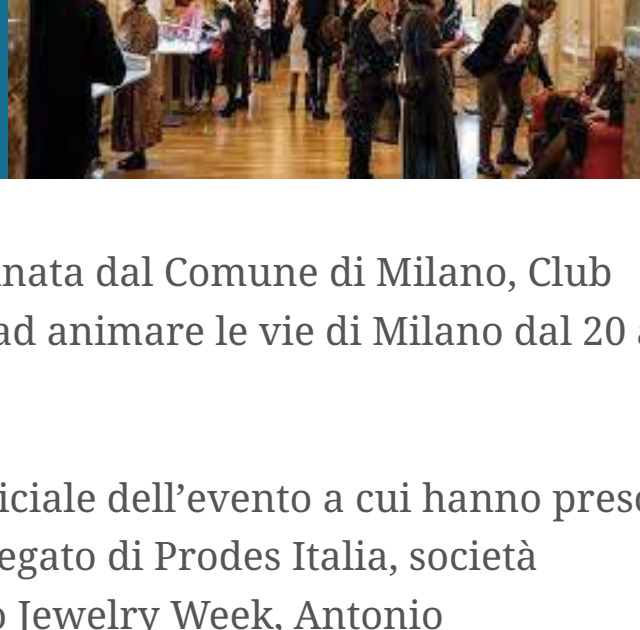 nata dal Comune di Milano, Club
ad animare le vie di Milano dal 20
iciale dell’evento a cui hanno pres
egato di Prodes Italia, società
o Jewelry Week, Antonio